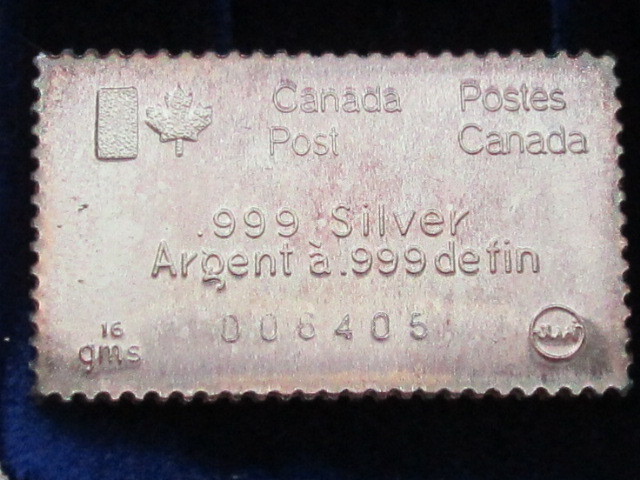 Canada Postes
Post Canada
.999 Silver
Argent à .999 de fin
16
gms
006405